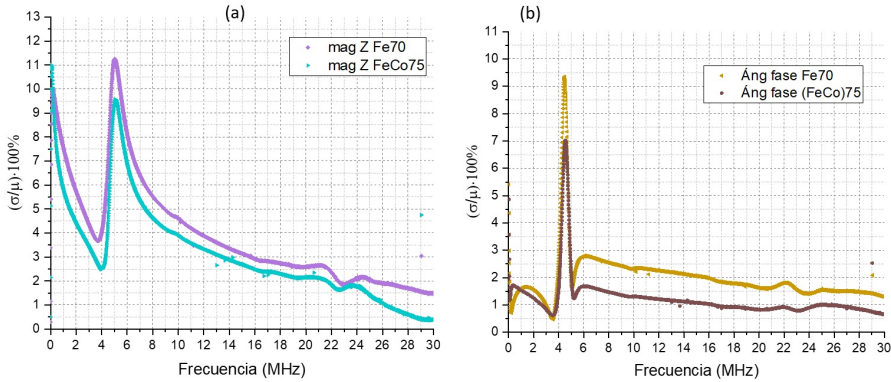 (a)
13
12
11
10
9
8
7
6
5
4
3
2
1
0
(σ/μ)·100%
mag Z Fe70
mag Z FeCo75
0 2 4 6 8 10 12 14 16 18 20 22 24 26 28 30
Frecuencia (MHz)
(b)
11
10
9
8
7
6
5
4
3
2
1
0
(σ/μ)·100%
Áng fase Fe70
Áng fase (FeCo)75
0 2 4 6 8 10 12 14 16 18 20 22 24 26 28 30
Frecuencia (MHz)